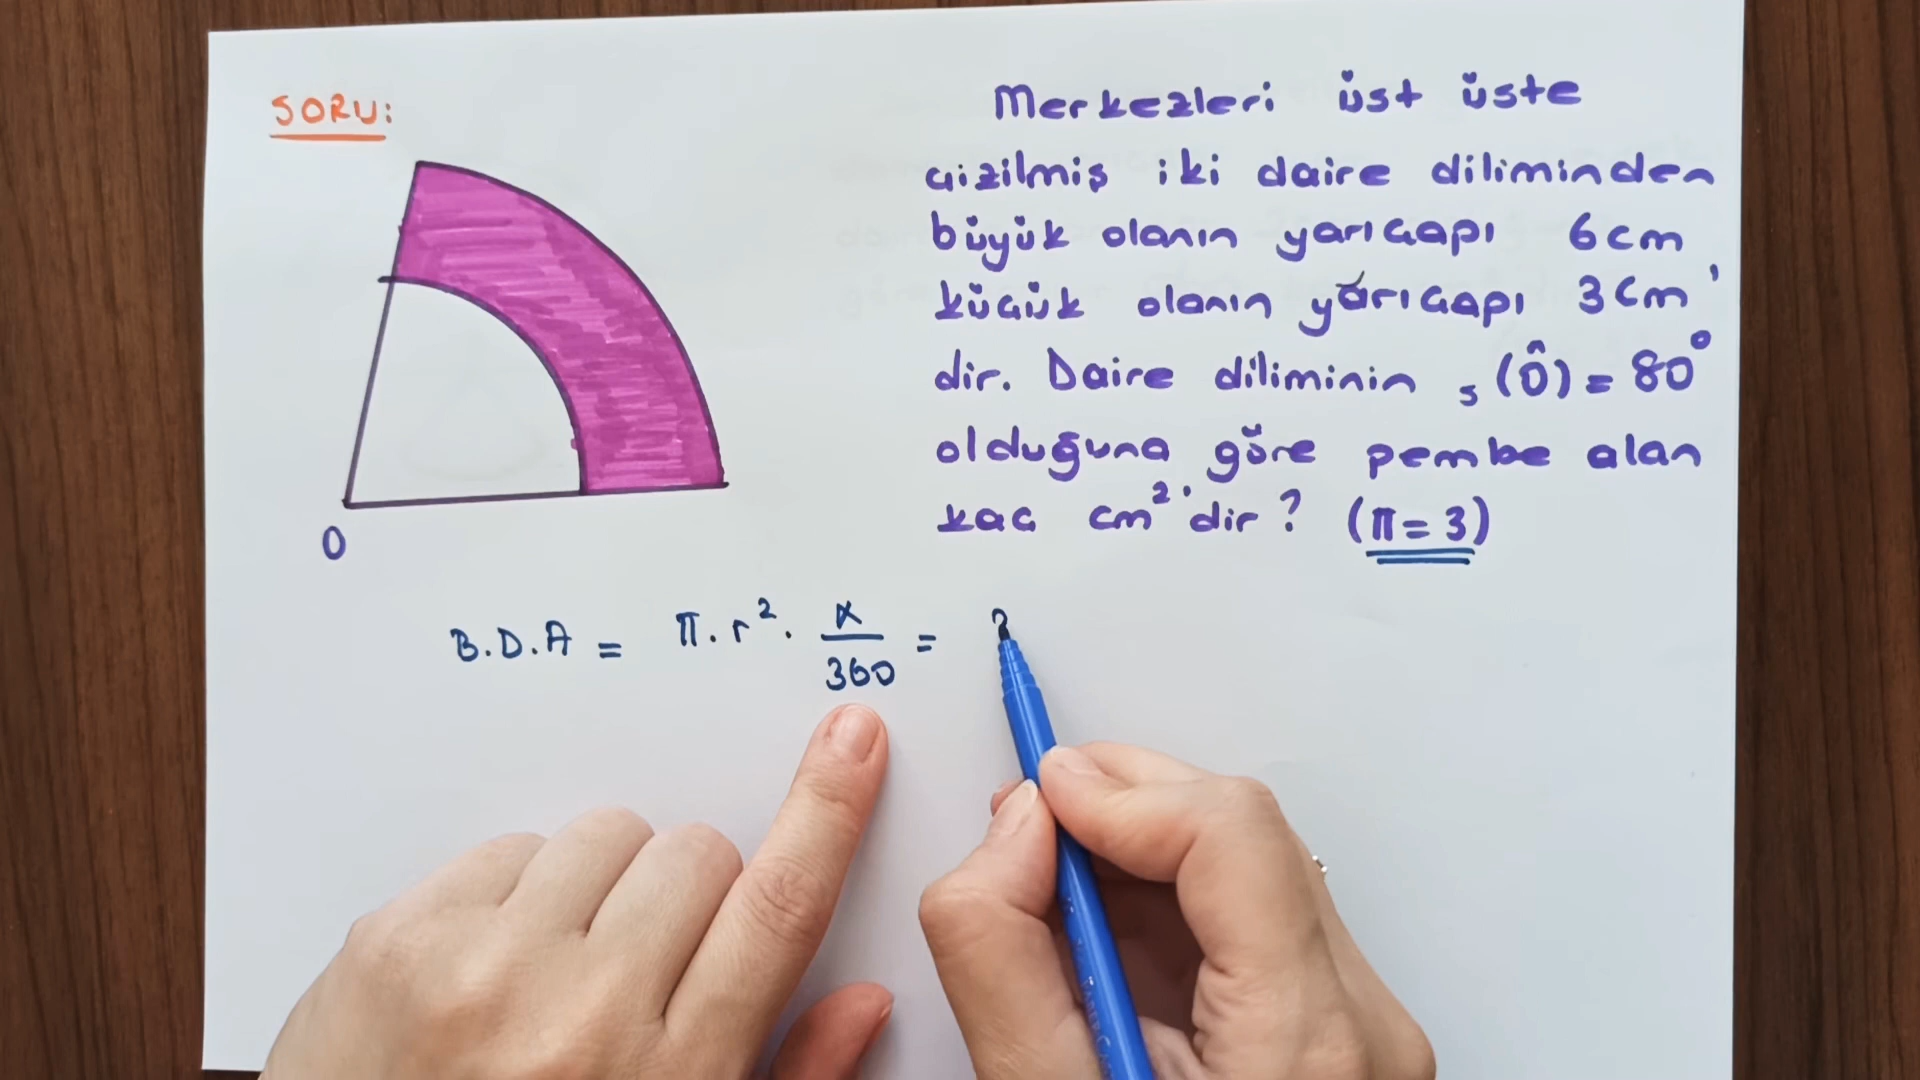 SORU:
Merkezleri üst üste
çizilmiş iki daire diliminden
büyük olanın yarıçapı 6cm
küçük olanın yarıçapı 3cm'
dir. Daire diliminin s(Ô) = 80°
olduğuna göre pembe alan
kaç cm²'dir? (π = 3)
O
B.D.A = π.r². α/360 =